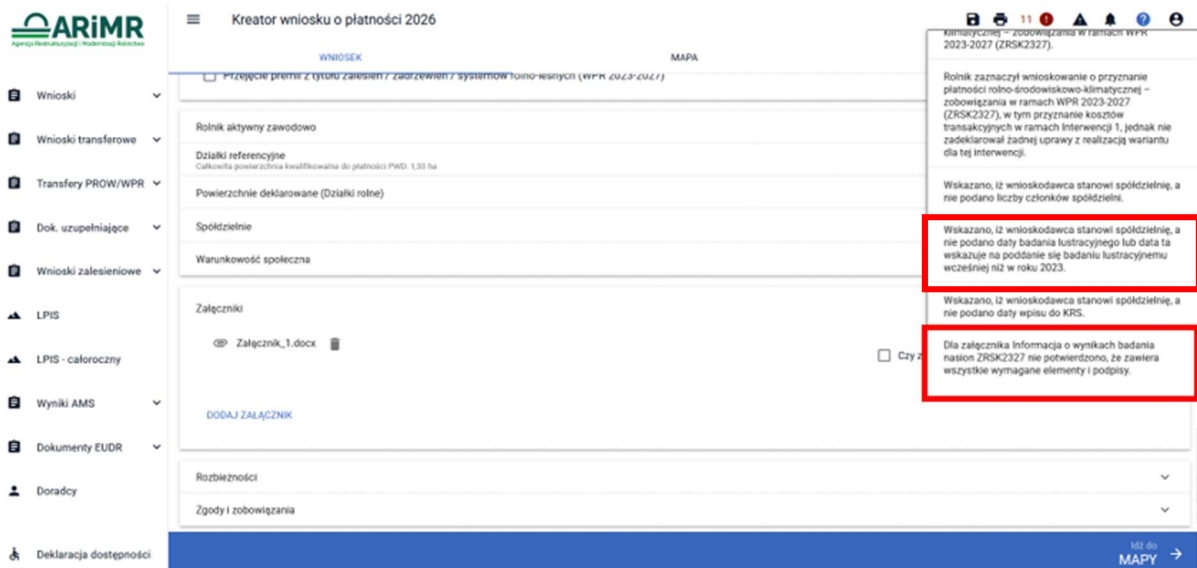 ARiMR
Agencja Restrukturyzacji i Modernizacji Rolnictwa
Kreator wniosku o płatności 2026
11
WNIOSEK
MAPA
Wnioski
Wnioski transferowe
Transfery PROW/WPR
Dok. uzupełniające
Wnioski zalesieniowe
LPIS
LPIS - całoroczny
Wyniki AMS
Dokumenty EUDR
Doradcy
Deklaracja dostępności
Przejęcie premii z tytułu zalesień / zadrzewień / systemów rolno-leśnych (WPR 2023-2027)
Rolnik aktywny zawodowo
Działki referencyjne
Całkowita powierzchnia kwalifikowalna do płatności PWD: 1,33 ha
Powierzchnie deklarowane (Działki rolne)
Spółdzielnie
Warunkowość społeczna
Załączniki
Załącznik_1.docx
Czy z
DODAJ ZAŁĄCZNIK
Rozbieżności
Zgody i zobowiązania
klimatycznej – zobowiązania w ramach WPR
2023-2027 (ZRSK2327).
Rolnik zaznaczył wnioskowanie o przyznanie
płatności rolno-środowiskowo-klimatycznej –
zobowiązania w ramach WPR 2023-2027
(ZRSK2327), w tym przyznanie kosztów
transakcyjnych w ramach Interwencji 1, jednak nie
zadeklarował żadnej uprawy z realizacją wariantu
dla tej interwencji.
Wskazano, iż wnioskodawca stanowi spółdzielnię, a
nie podano liczby członków spółdzielni.
Wskazano, iż wnioskodawca stanowi spółdzielnię, a
nie podano daty badania lustracyjnego lub data ta
wskazuje na poddanie się badaniu lustracyjnemu
wcześniej niż w roku 2023.
Wskazano, iż wnioskodawca stanowi spółdzielnię, a
nie podano daty wpisu do KRS.
Dla załącznika Informacja o wynikach badania
nasion ZRSK2327 nie potwierdzono, że zawiera
wszystkie wymagane elementy i podpisy.
Idź do
MAPY